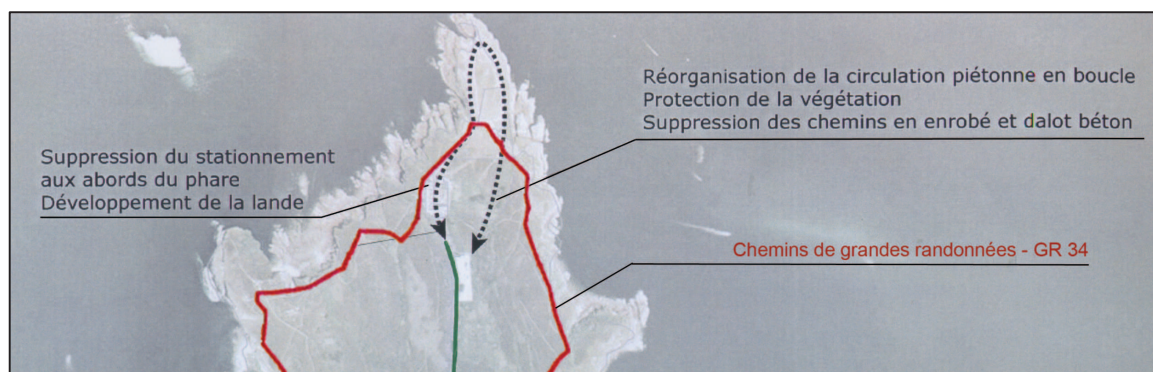 Réorganisation de la circulation piétonne en boucle
Protection de la végétation
Suppression des chemins en enrobé et dalot béton
Suppression du stationnement
aux abords du phare
Développement de la lande
Chemins de grandes randonnées - GR 34